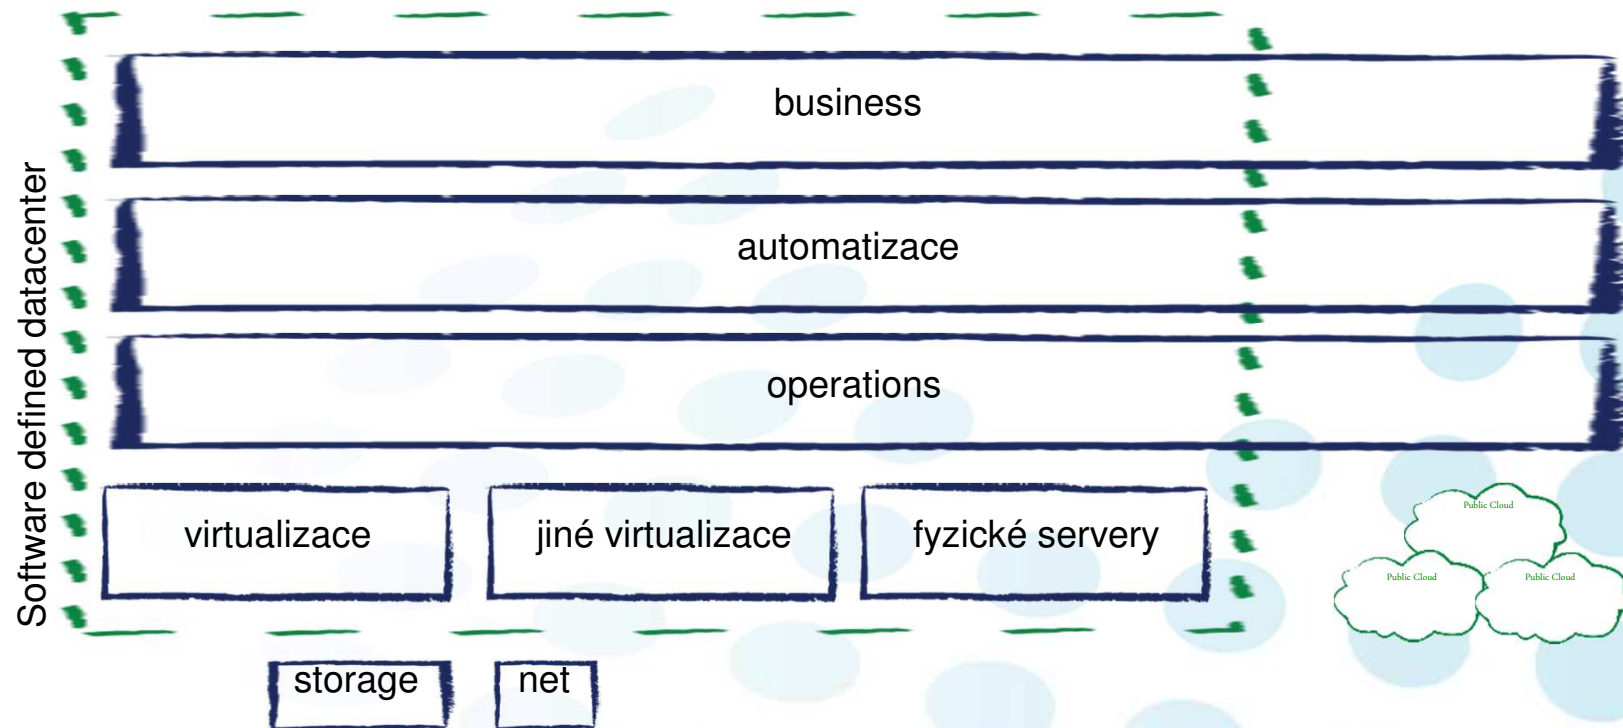 Software defined datacenter
business
automatizace
operations
virtualizace
jiné virtualizace
fyzické servery
Public Cloud
Public Cloud
Public Cloud
storage
net